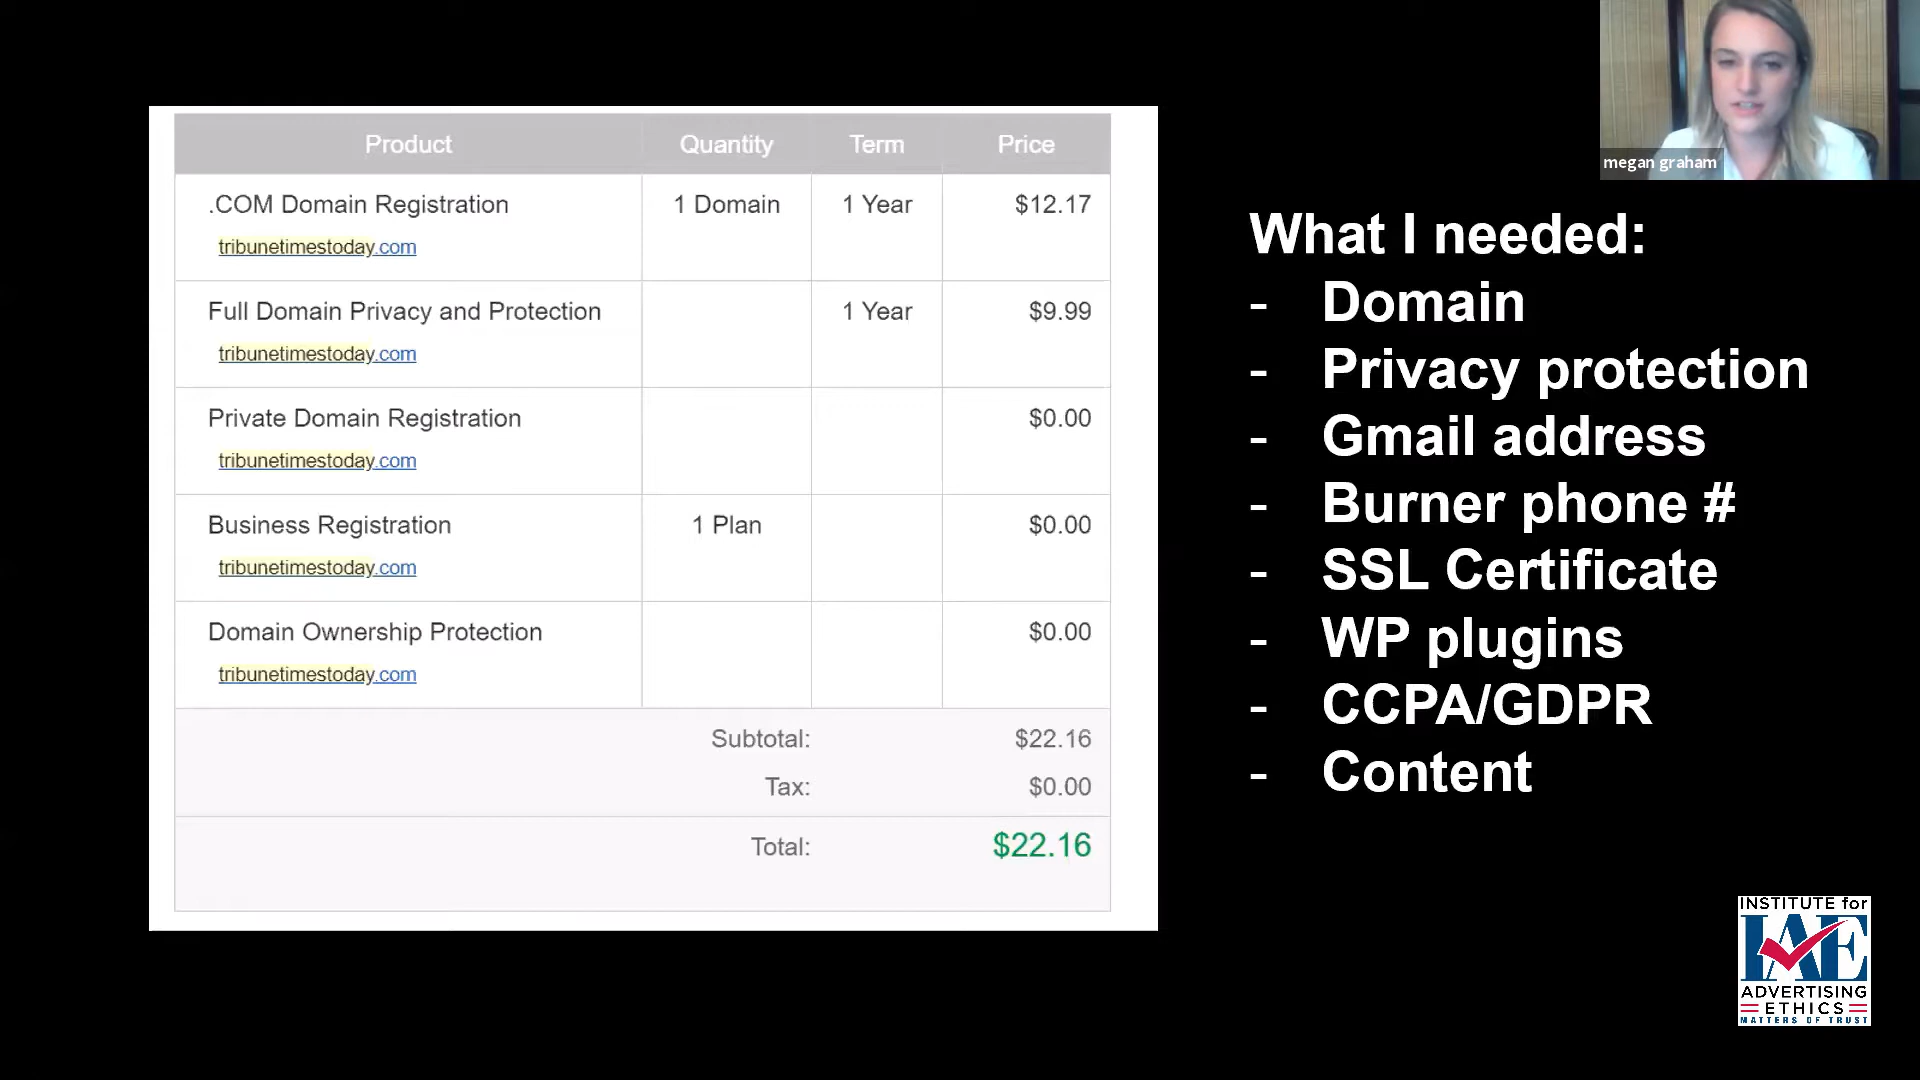 Product Quantity Term Price
.COM Domain Registration 1 Domain 1 Year $12.17
tribunetimestoday.com
Full Domain Privacy and Protection 1 Year $9.99
tribunetimestoday.com
Private Domain Registration $0.00
tribunetimestoday.com
Business Registration 1 Plan $0.00
tribunetimestoday.com
Domain Ownership Protection $0.00
tribunetimestoday.com
Subtotal: $22.16
Tax: $0.00
Total: $22.16
megan graham
What I needed:
- Domain
- Privacy protection
- Gmail address
- Burner phone #
- SSL Certificate
- WP plugins
- CCPA/GDPR
- Content
INSTITUTE for
IAE
ADVERTISING
ETHICS
MATTERS OF TRUST